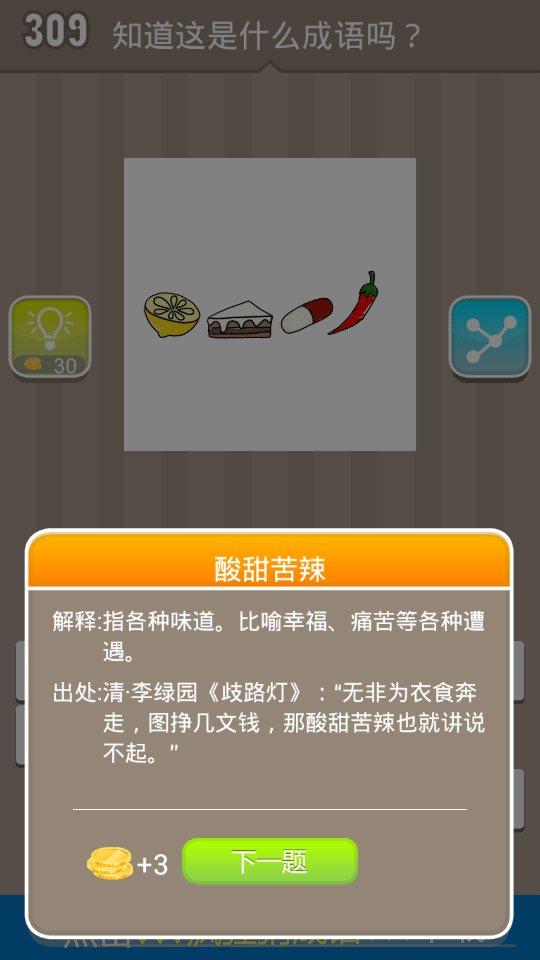 309 知道这是什么成语吗？
30
酸甜苦辣
解释:指各种味道。比喻幸福、痛苦等各种遭
遇。
出处:清·李绿园《歧路灯》："无非为衣食奔
走，图挣几文钱，那酸甜苦辣也就讲说
不起。"
+3 下一题